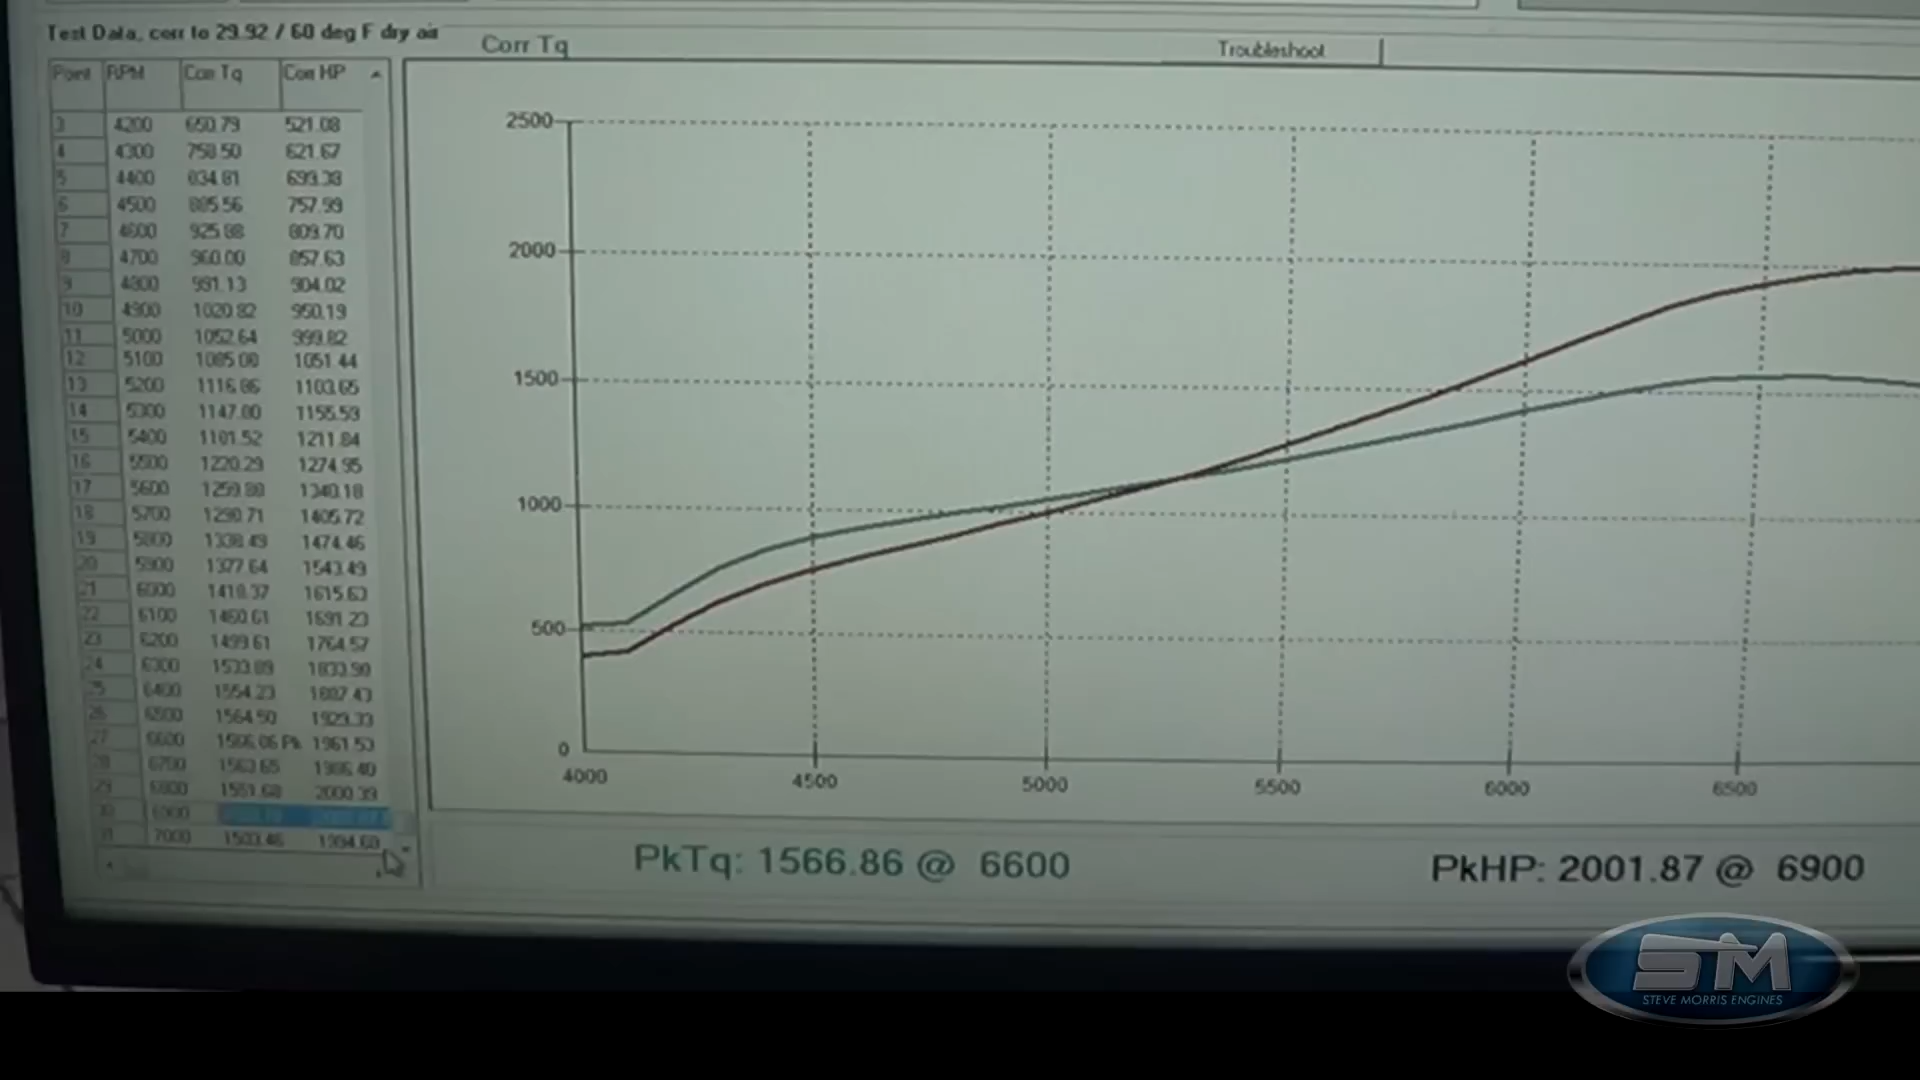 Test Data, corr to 29.92 / 60 deg F dry air
Corr Tq
Troubleshoot
Point RPM Corr Tq Corr HP
3 4200 650.79 521.08
4 4300 758.50 621.67
5 4400 834.81 699.38
6 4500 885.56 757.99
7 4600 925.88 809.70
8 4700 960.00 857.63
9 4800 991.13 904.02
10 4900 1020.82 950.19
11 5000 1052.64 999.82
12 5100 1085.08 1051.44
13 5200 1116.86 1103.65
14 5300 1147.80 1155.59
15 5400 1211.84
16 5500 1220.29 1274.95
17 5600 1259.88 1340.18
18 5700 1290.71 1405.72
19 5800 1338.49 1474.46
20 5900 1377.64 1543.49
21 6000 1418.37 1615.63
22 6100 1460.61 1691.23
23 6200 1499.61 1764.57
24 6300 1533.89 1833.90
25 6400 1554.23 1887.43
26 6500 1564.50 1923.33
27 6600 Pk 1961.53
28 6700 1563.65 1986.40
29 6800 1551.68 2000.39
30 6900
31 7000 1503.46 1994.60
2500
2000
1500
1000
500
0
4000 4500 5000 5500 6000 6500
PkTq: 1566.86 @ 6600
PkHP: 2001.87 @ 6900
SM
STEVE MORRIS ENGINES